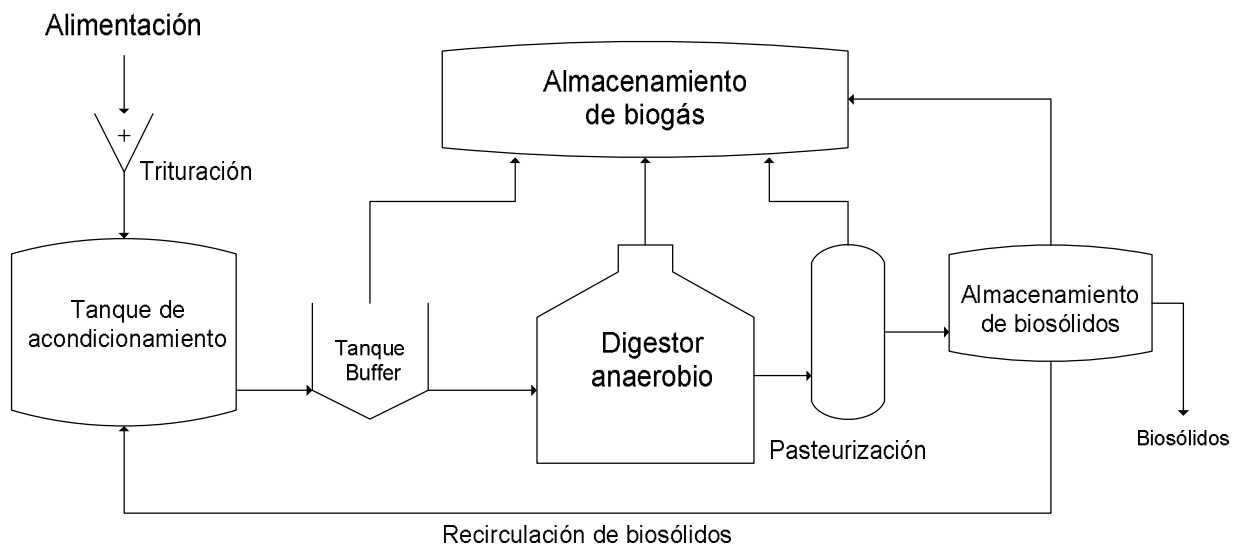 Alimentación
+
Trituración
Almacenamiento
de biogás
Tanque de
acondicionamiento
Tanque
Buffer
Digestor
anaerobio
Pasteurización
Almacenamiento
de biosólidos
Biosólidos
Recirculación de biosólidos